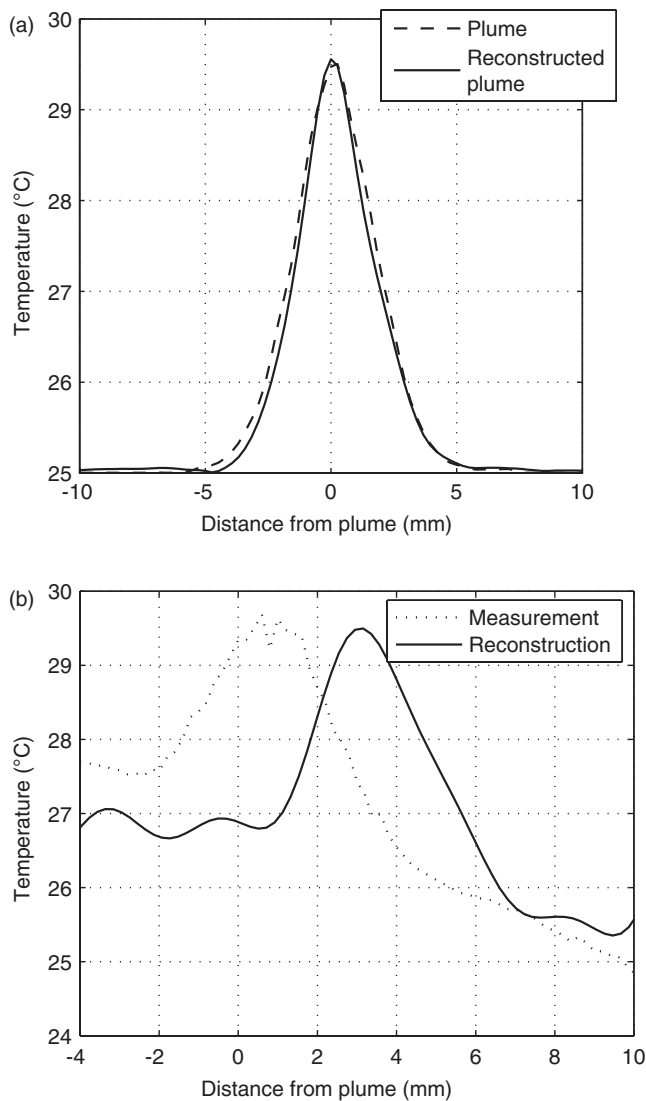 (a)
30
29
28
27
26
25
Temperature (°C)
Plume
Reconstructed
plume
-10
-5
0
5
10
Distance from plume (mm)
(b)
30
29
28
27
26
25
24
Temperature (°C)
Measurement
Reconstruction
-4
-2
0
2
4
6
8
10
Distance from plume (mm)